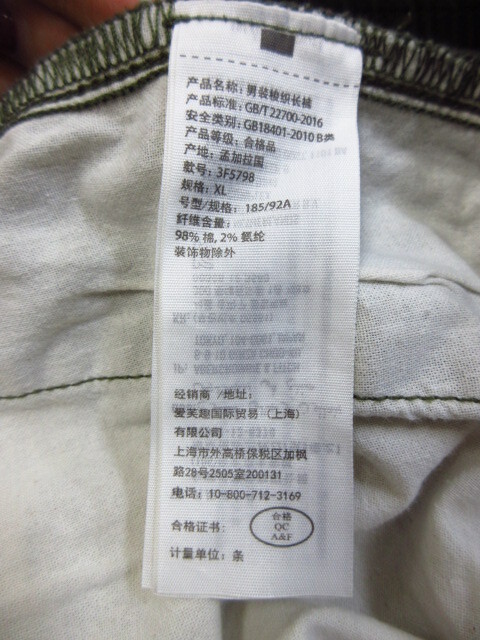 产品名称: 男装梭织长裤
产品标准: GB/T22700-2016
安全类别: GB18401-2010 B类
产品等级: 合格品
产地: 孟加拉国
款号: 3F5798
规格: XL
号型/规格: 185/92A
纤维含量:
98% 棉, 2% 氨纶
装饰物除外
经销商 /地址:
爱芙趣国际贸易 (上海)
有限公司
上海市外高桥保税区加枫
路28号2505室200131
电话: 10-800-712-3169
合格证书:
合格
QC
A&F
计量单位: 条